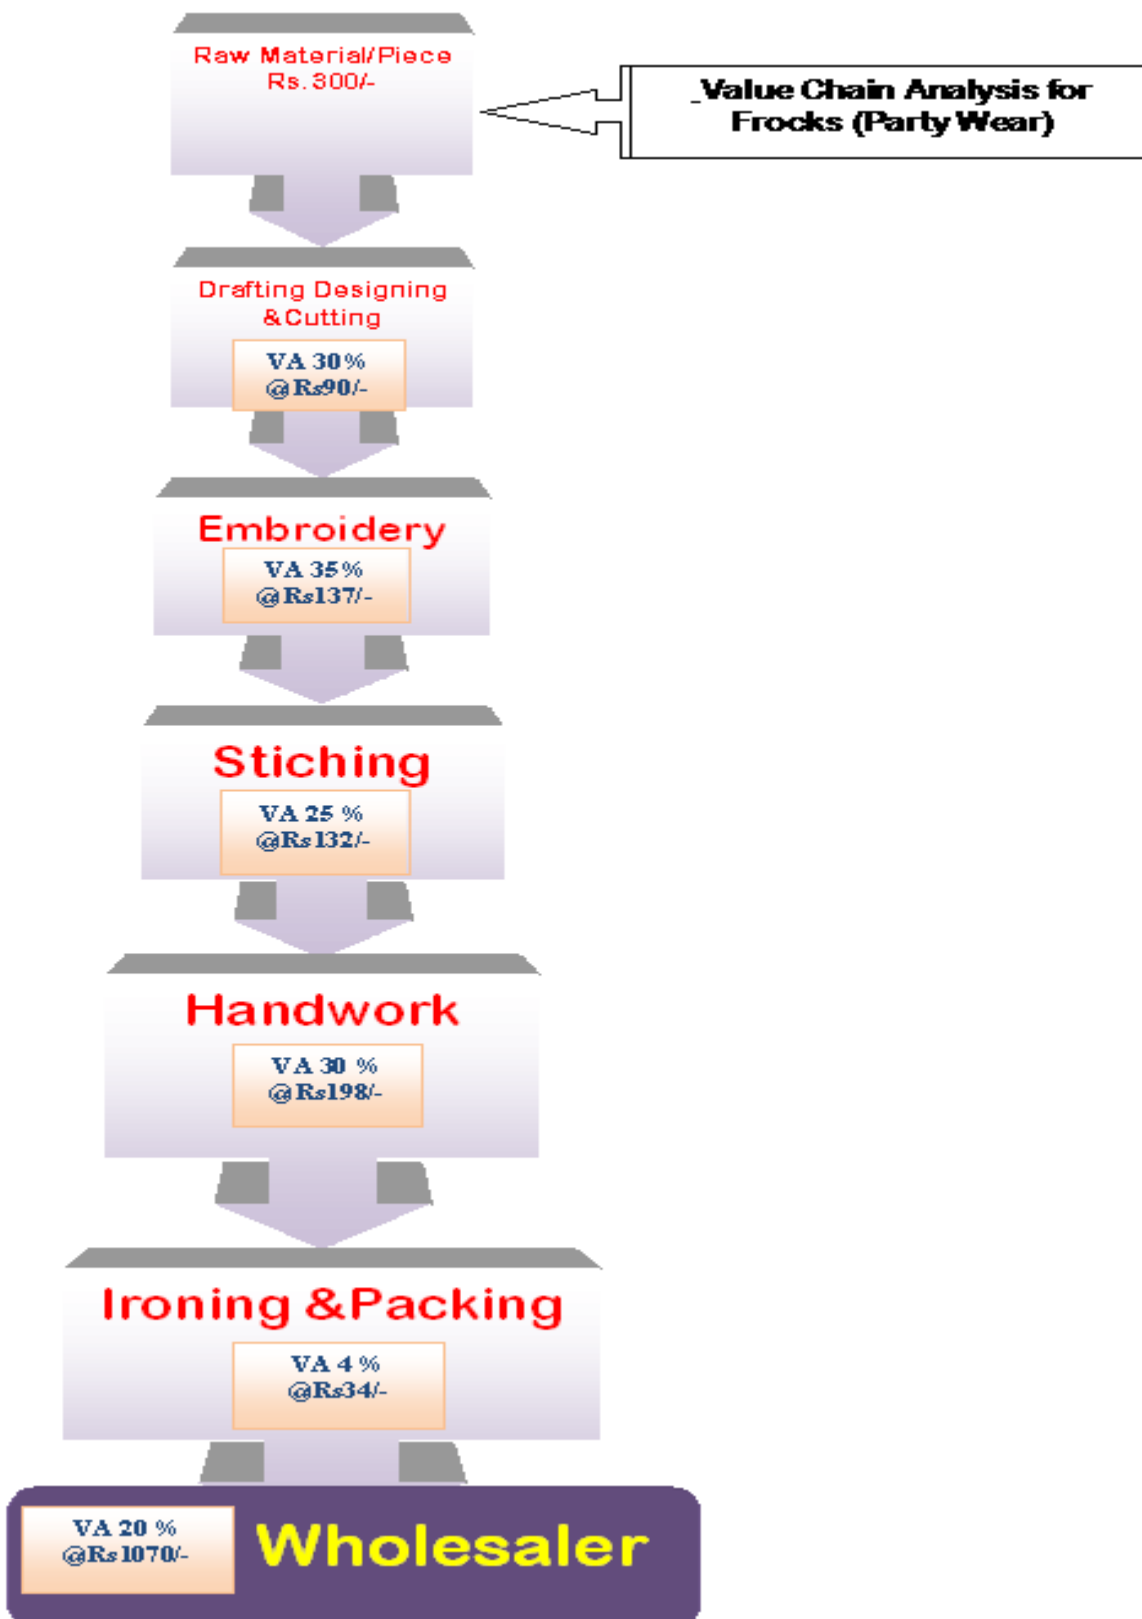 Raw Material/Piece
Rs. 300/-
_Value Chain Analysis for
Frocks (Party Wear)
Drafting Designing
&Cutting
VA 30%
@Rs90/-
Embroidery
VA 35%
@Rs137/-
Stiching
VA 25 %
@Rs132/-
Handwork
VA 30 %
@Rs198/-
Ironing &Packing
VA 4 %
@Rs34/-
VA 20 %
@Rs1070/-
Wholesaler